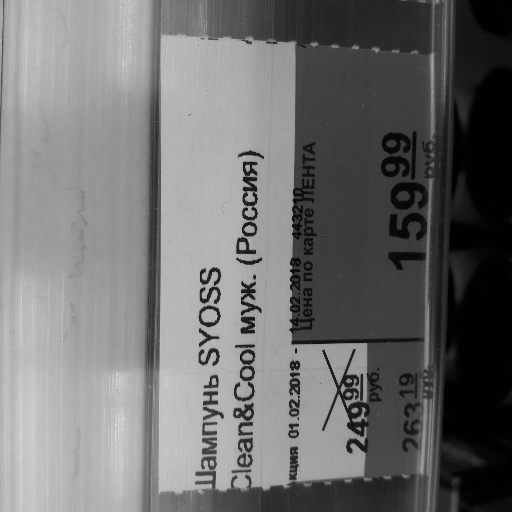 Шампунь SYOSS
Clean&Cool муж. (Россия)
кция 01.02.2018 - 14.02.2018 443210
Цена по карте ЛЕНТА
249 99
руб.
159 99
руб.
263 19